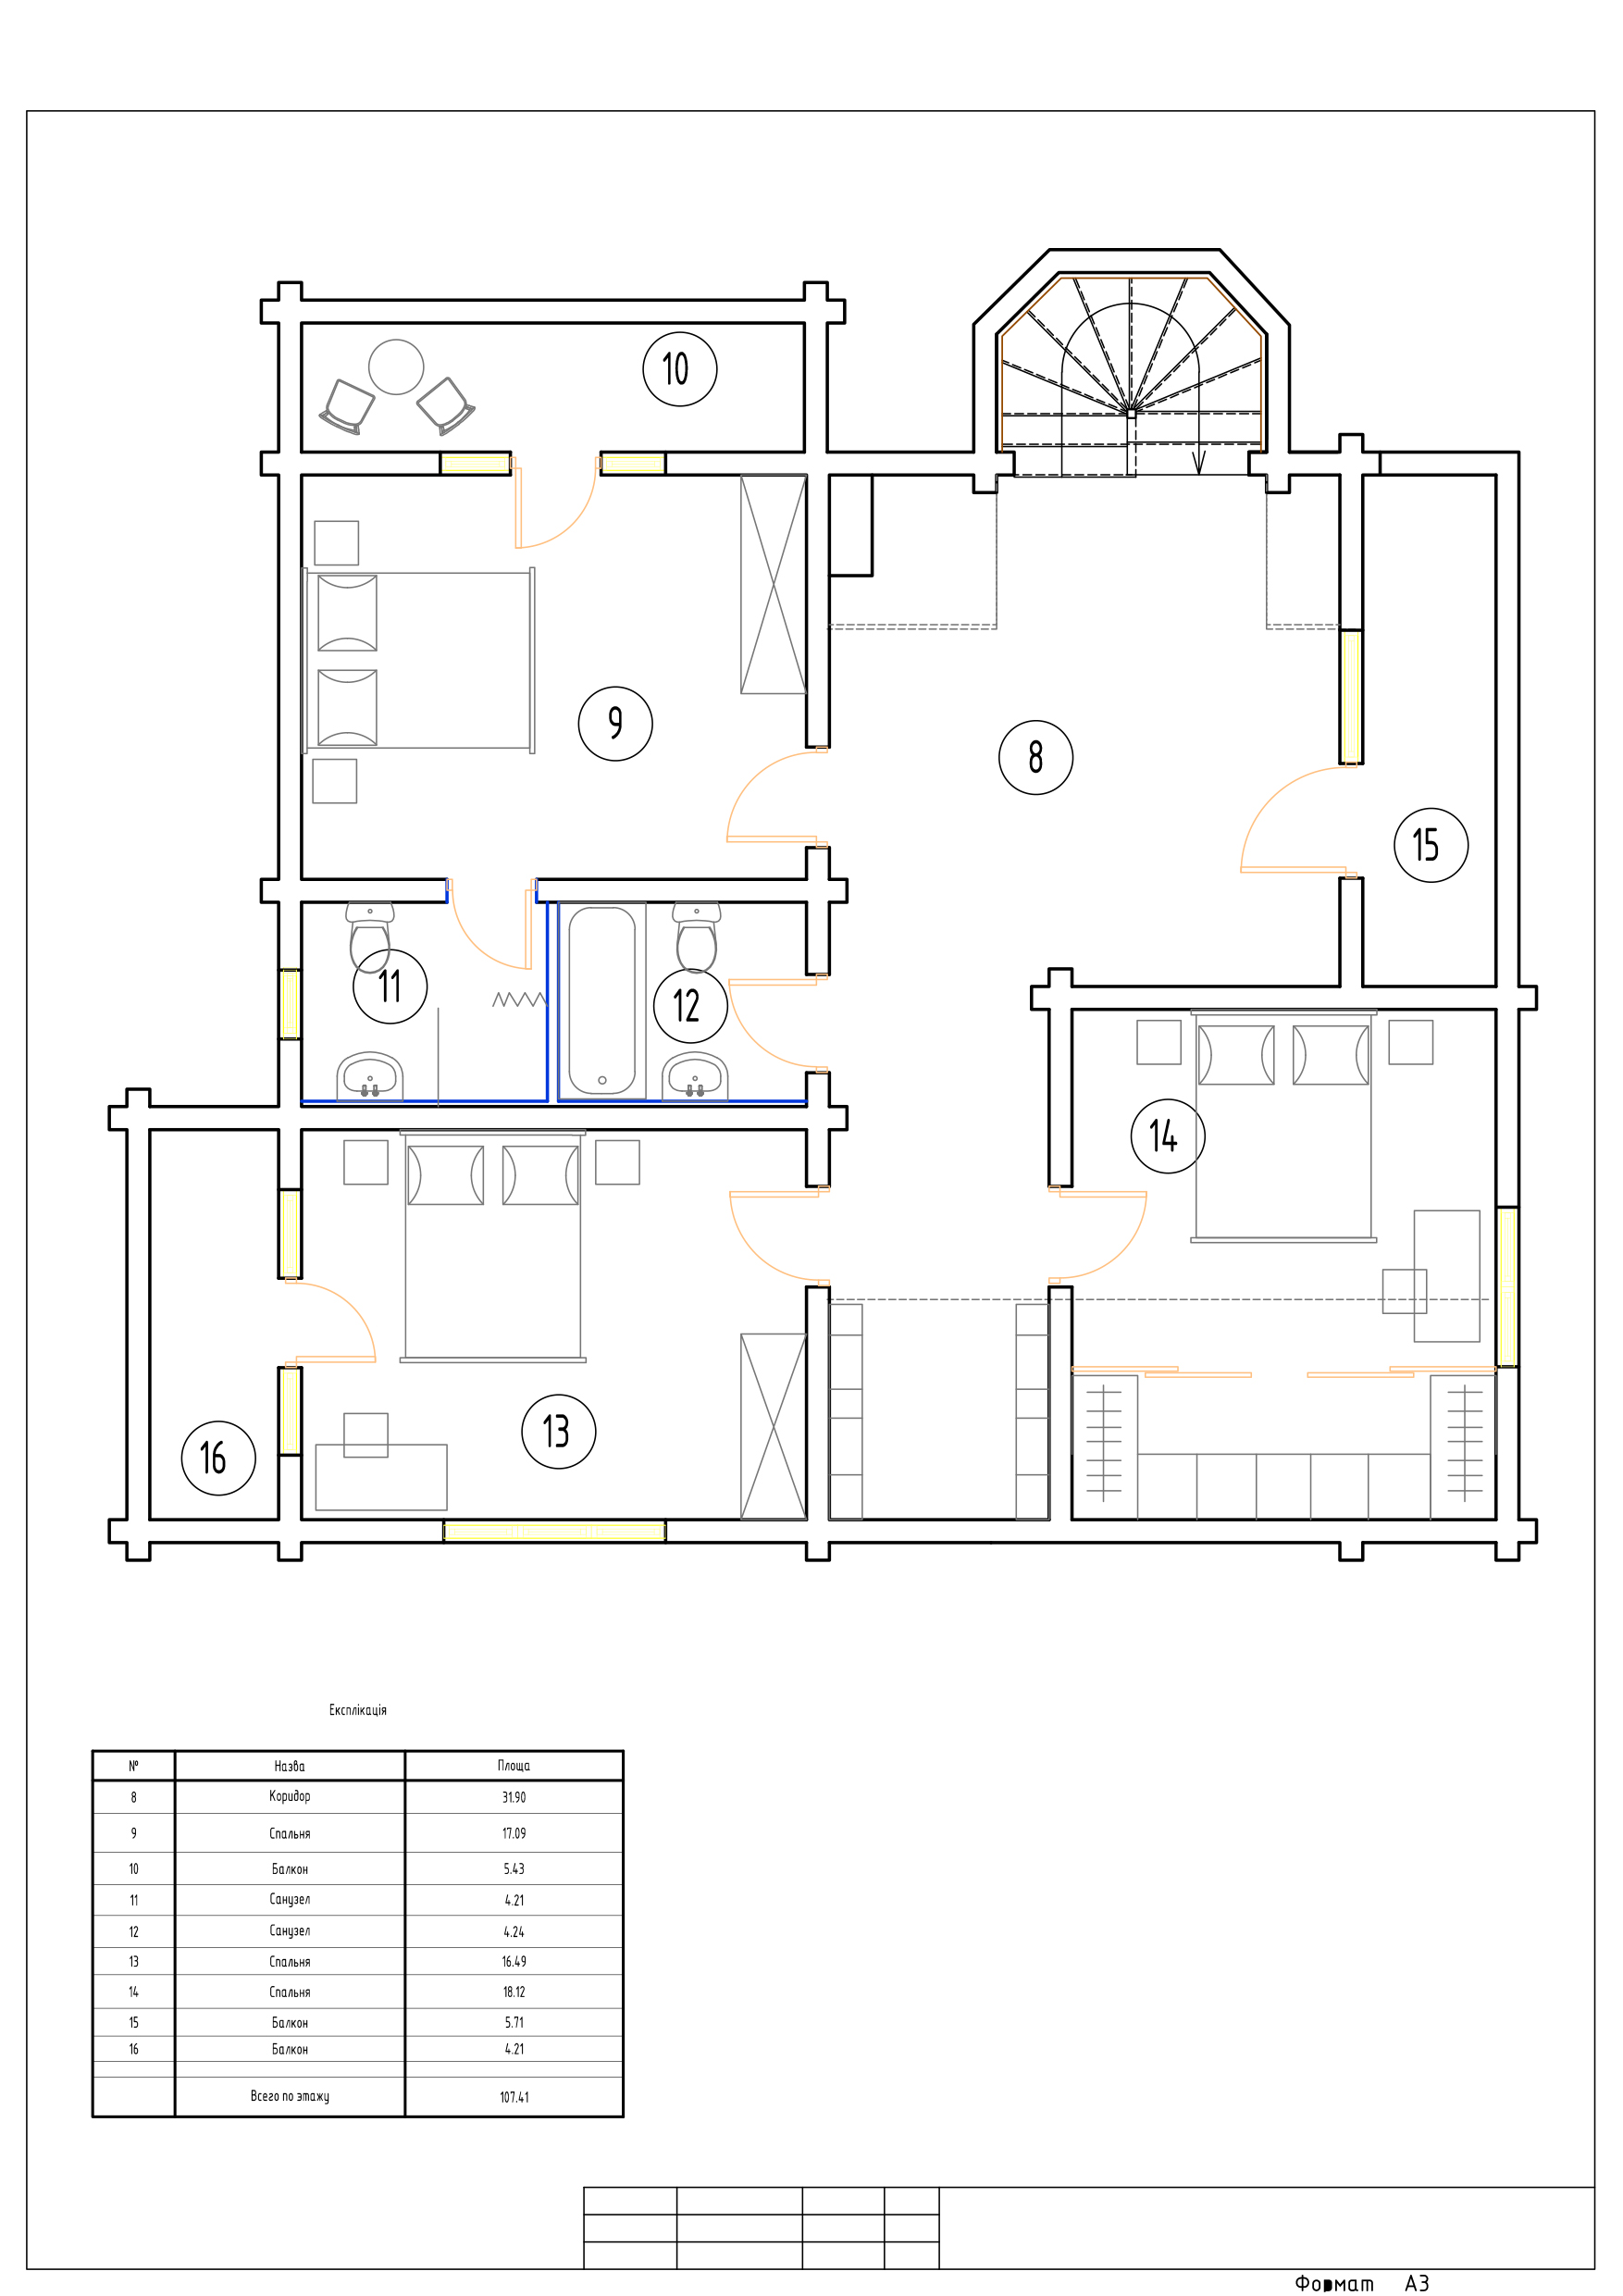 10
9
8
15
11
12
14
13
16
Експлікація
№ Назва Площа
8 Коридор 31.90
9 Спальня 17.09
10 Балкон 5.43
11 Санузел 4.21
12 Санузел 4.24
13 Спальня 16.49
14 Спальня 18.12
15 Балкон 5.71
16 Балкон 4.21
Всего по этажу 107.41
Формат А3